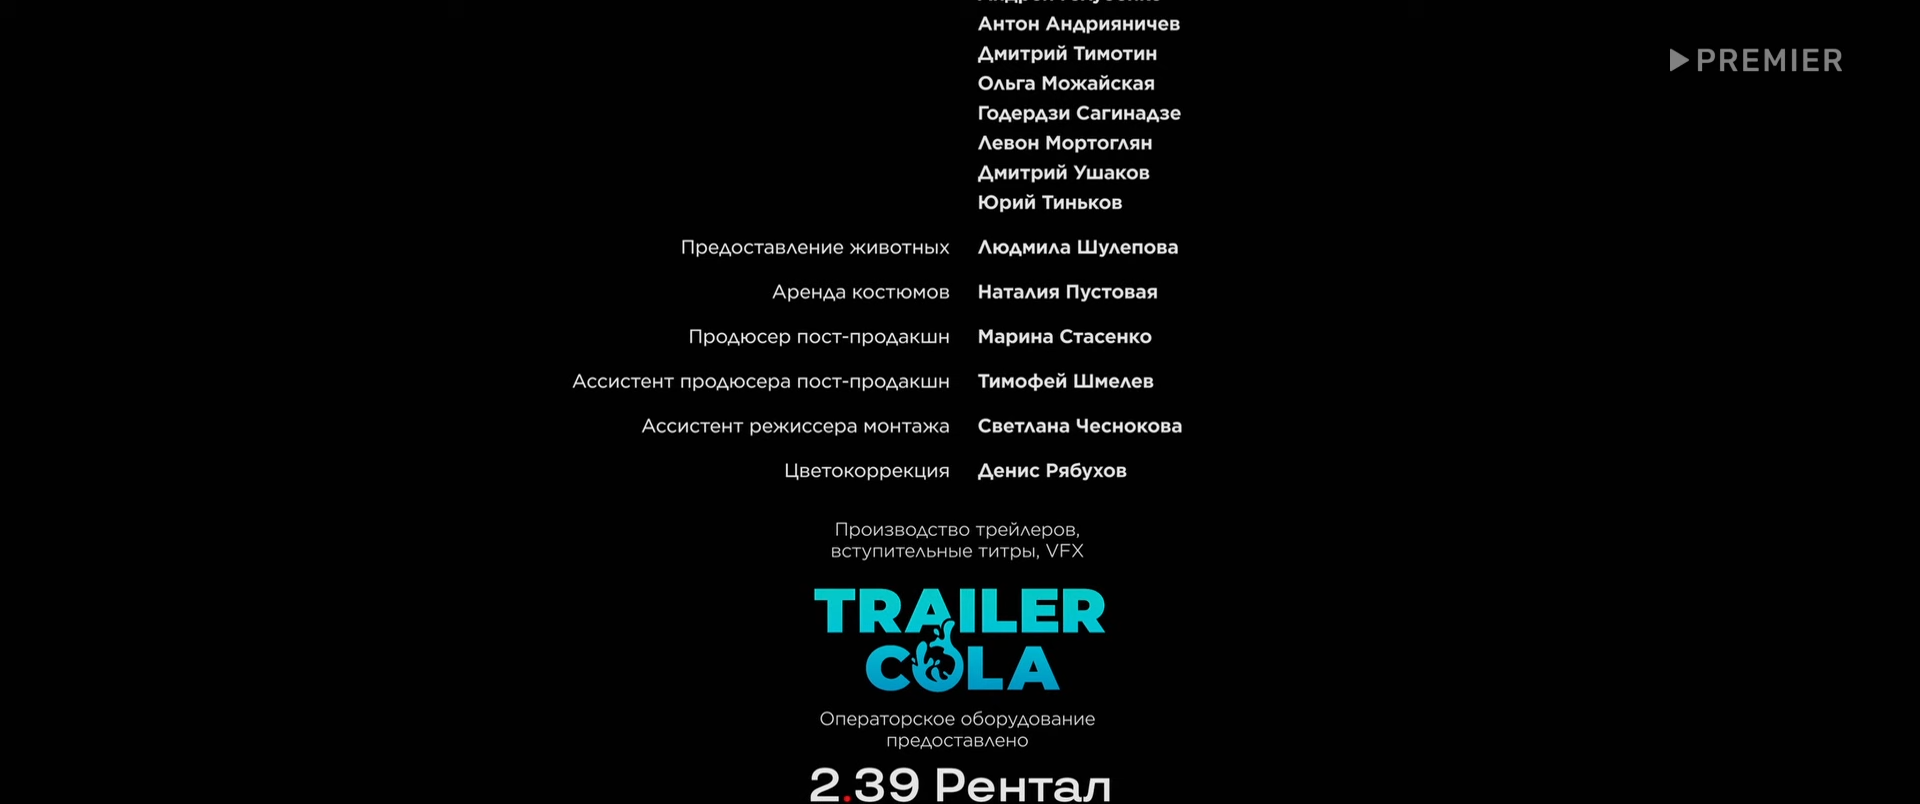 Антон Андрияничев
▶PREMIER
Дмитрий Тимотин
Ольга Можайская
Годердзи Сагинадзе
Левон Мортоглян
Дмитрий Ушаков
Юрий Тиньков
Предоставление животных Людмила Шулепова
Аренда костюмов Наталия Пустовая
Продюсер пост-продакшн Марина Стасенко
Ассистент продюсера пост-продакшн Тимофей Шмелев
Ассистент режиссера монтажа Светлана Чеснокова
Цветокоррекция Денис Рябухов
Производство трейлеров,
вступительные титры, VFX
TRAILER
COLA
Операторское оборудование
предоставлено
2.39 Рентал